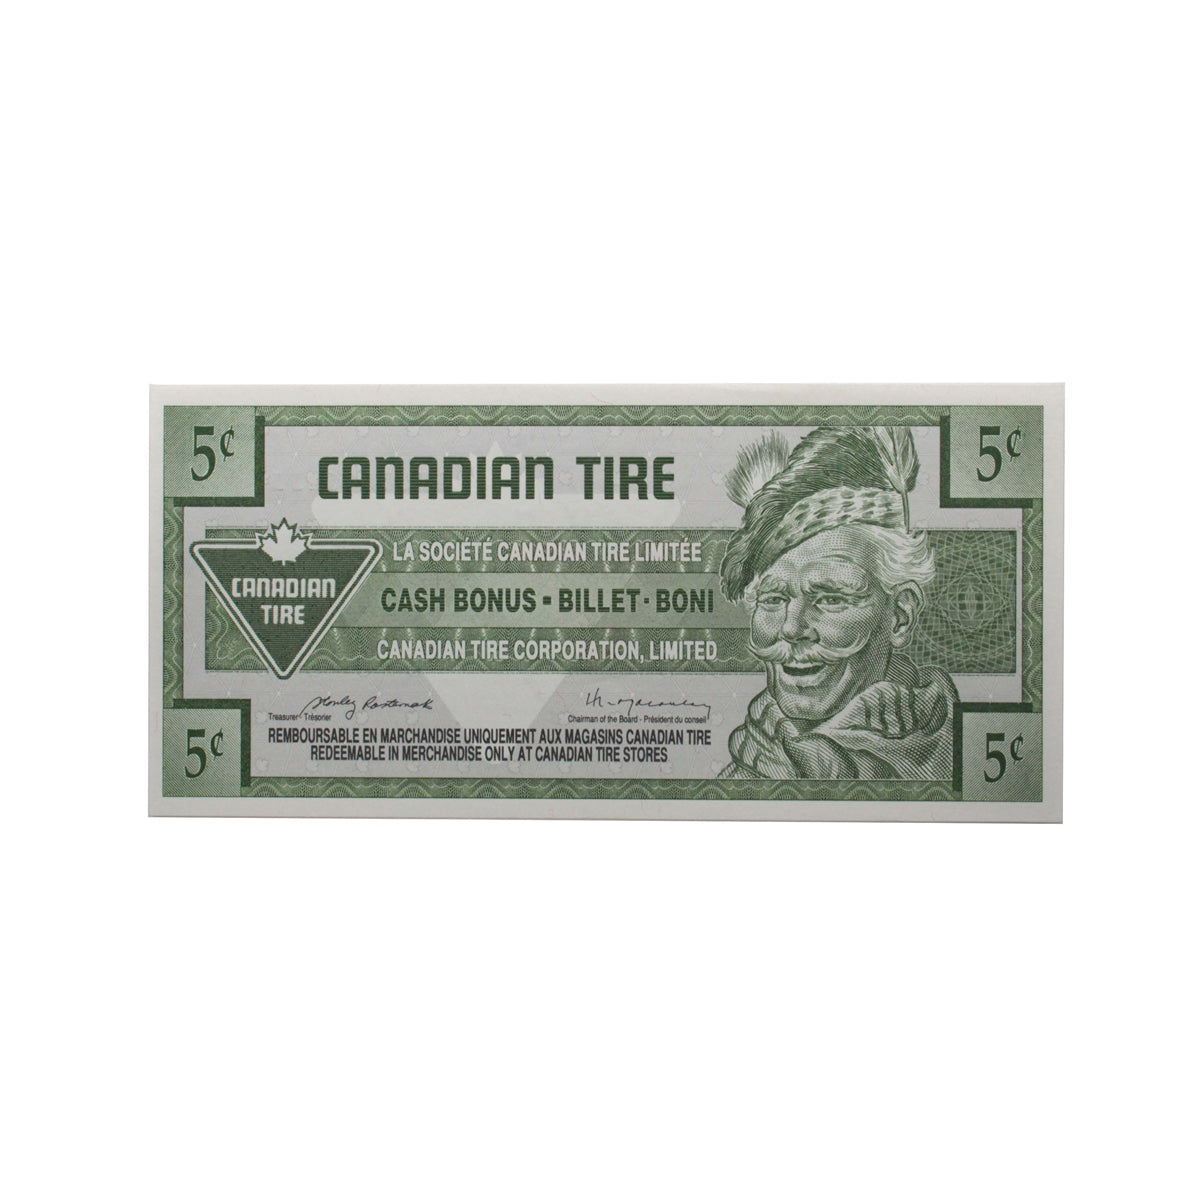 5¢ 5¢
CANADIAN TIRE
LA SOCIÉTÉ CANADIAN TIRE LIMITÉE
CANADIAN
TIRE
CASH BONUS - BILLET - BONI
CANADIAN TIRE CORPORATION, LIMITED
Treasurer - Trésorier Chairman of the Board - Président du conseil
REMBOURSABLE EN MARCHANDISE UNIQUEMENT AUX MAGASINS CANADIAN TIRE
REDEEMABLE IN MERCHANDISE ONLY AT CANADIAN TIRE STORES
5¢ 5¢